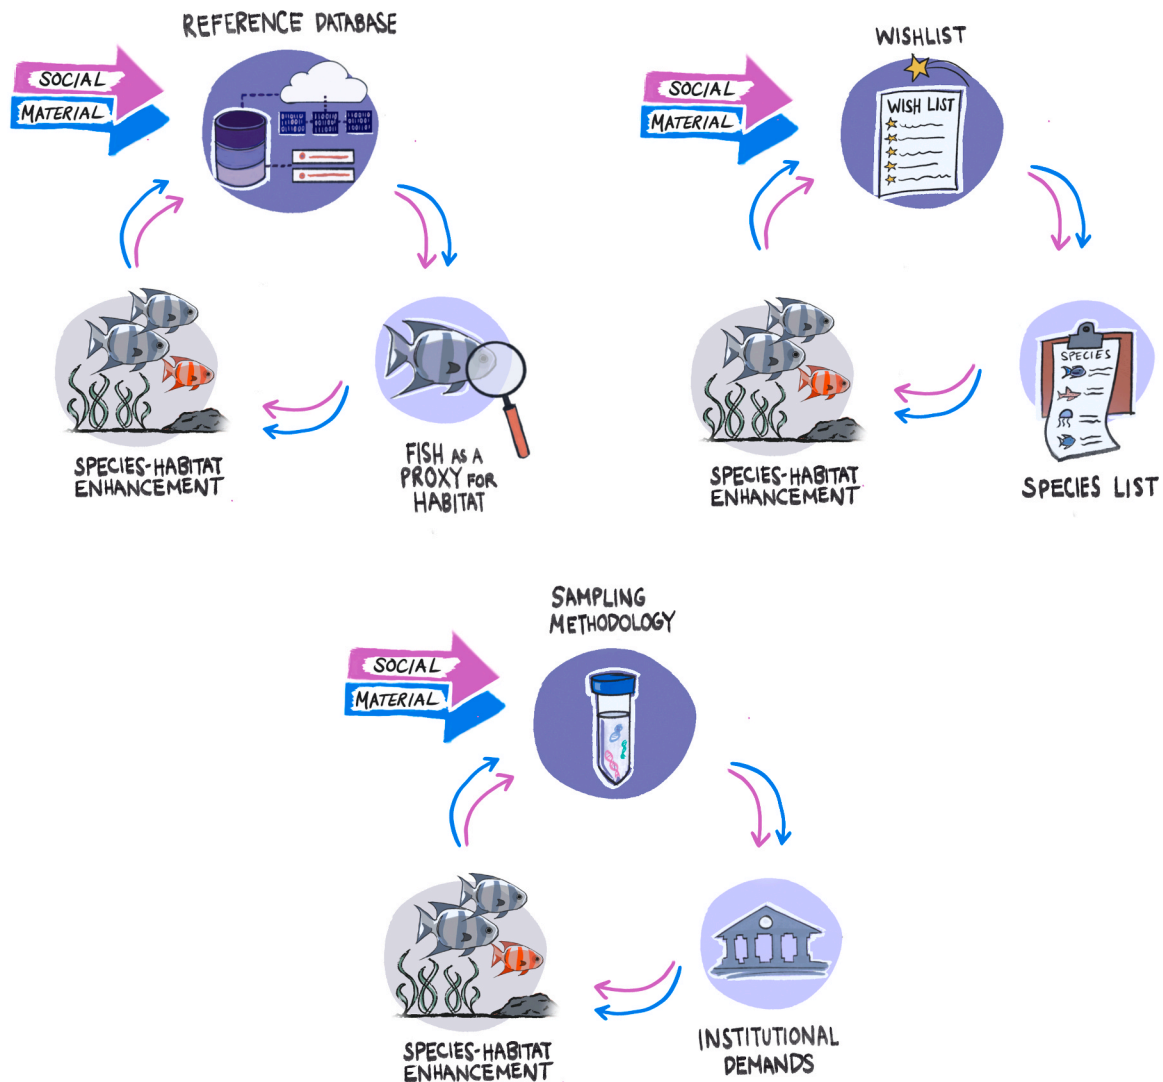 REFERENCE DATABASE
SOCIAL
MATERIAL
SPECIES-HABITAT
ENHANCEMENT
FISH AS A
PROXY FOR
HABITAT
WISHLIST
SOCIAL
MATERIAL
WISH LIST
SPECIES-HABITAT
ENHANCEMENT
SPECIES
SPECIES LIST
SAMPLING
METHODOLOGY
SOCIAL
MATERIAL
SPECIES-HABITAT
ENHANCEMENT
INSTITUTIONAL
DEMANDS